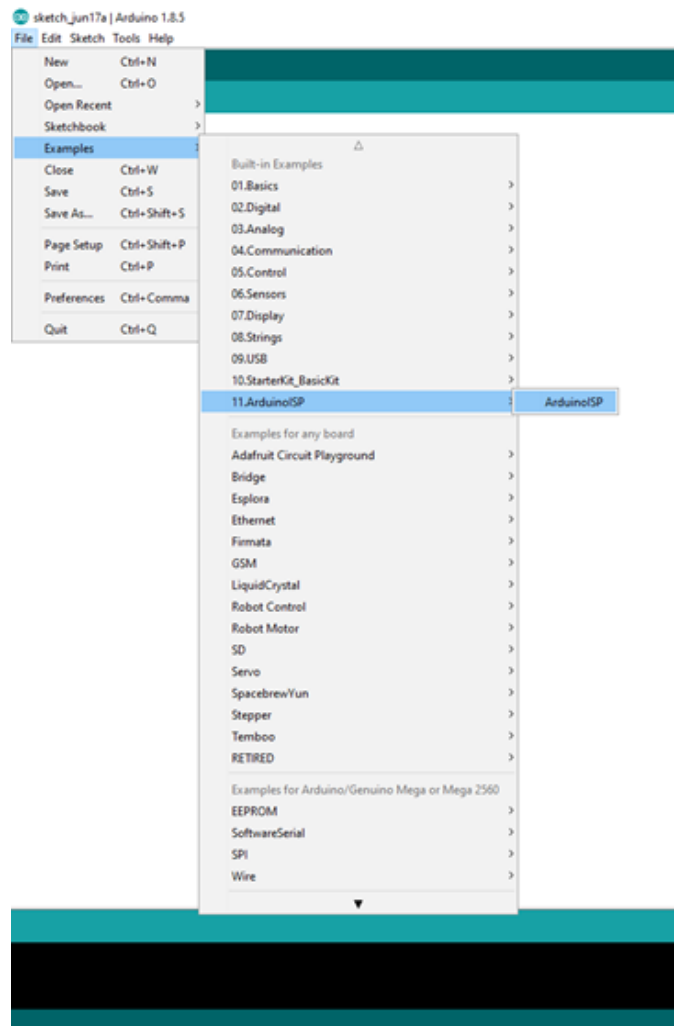 sketch_jun17a | Arduino 1.8.5
File Edit Sketch Tools Help
New Ctrl+N
Open... Ctrl+O
Open Recent
Sketchbook
Examples
Close Ctrl+W
Save Ctrl+S
Save As... Ctrl+Shift+S
Page Setup Ctrl+Shift+P
Print Ctrl+P
Preferences Ctrl+Comma
Quit Ctrl+Q
Built-in Examples
01.Basics
02.Digital
03.Analog
04.Communication
05.Control
06.Sensors
07.Display
08.Strings
09.USB
10.StarterKit_BasicKit
11.ArduinoISP
ArduinoISP
Examples for any board
Adafruit Circuit Playground
Bridge
Esplora
Ethernet
Firmata
GSM
LiquidCrystal
Robot Control
Robot Motor
SD
Servo
SpacebrewYun
Stepper
Temboo
RETIRED
Examples for Arduino/Genuino Mega or Mega 2560
EEPROM
SoftwareSerial
SPI
Wire